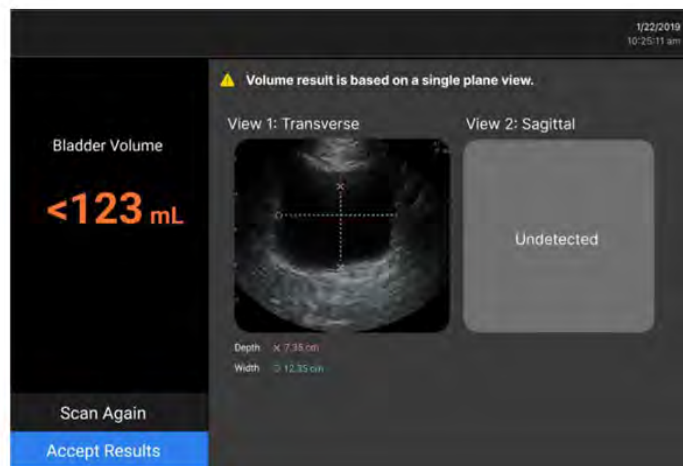 1/22/2019
10:25:11 am
Volume result is based on a single plane view.
View 1: Transverse
View 2: Sagittal
Bladder Volume
<123 mL
Undetected
Depth × 7.35 cm
Width ○ 12.35 cm
Scan Again
Accept Results